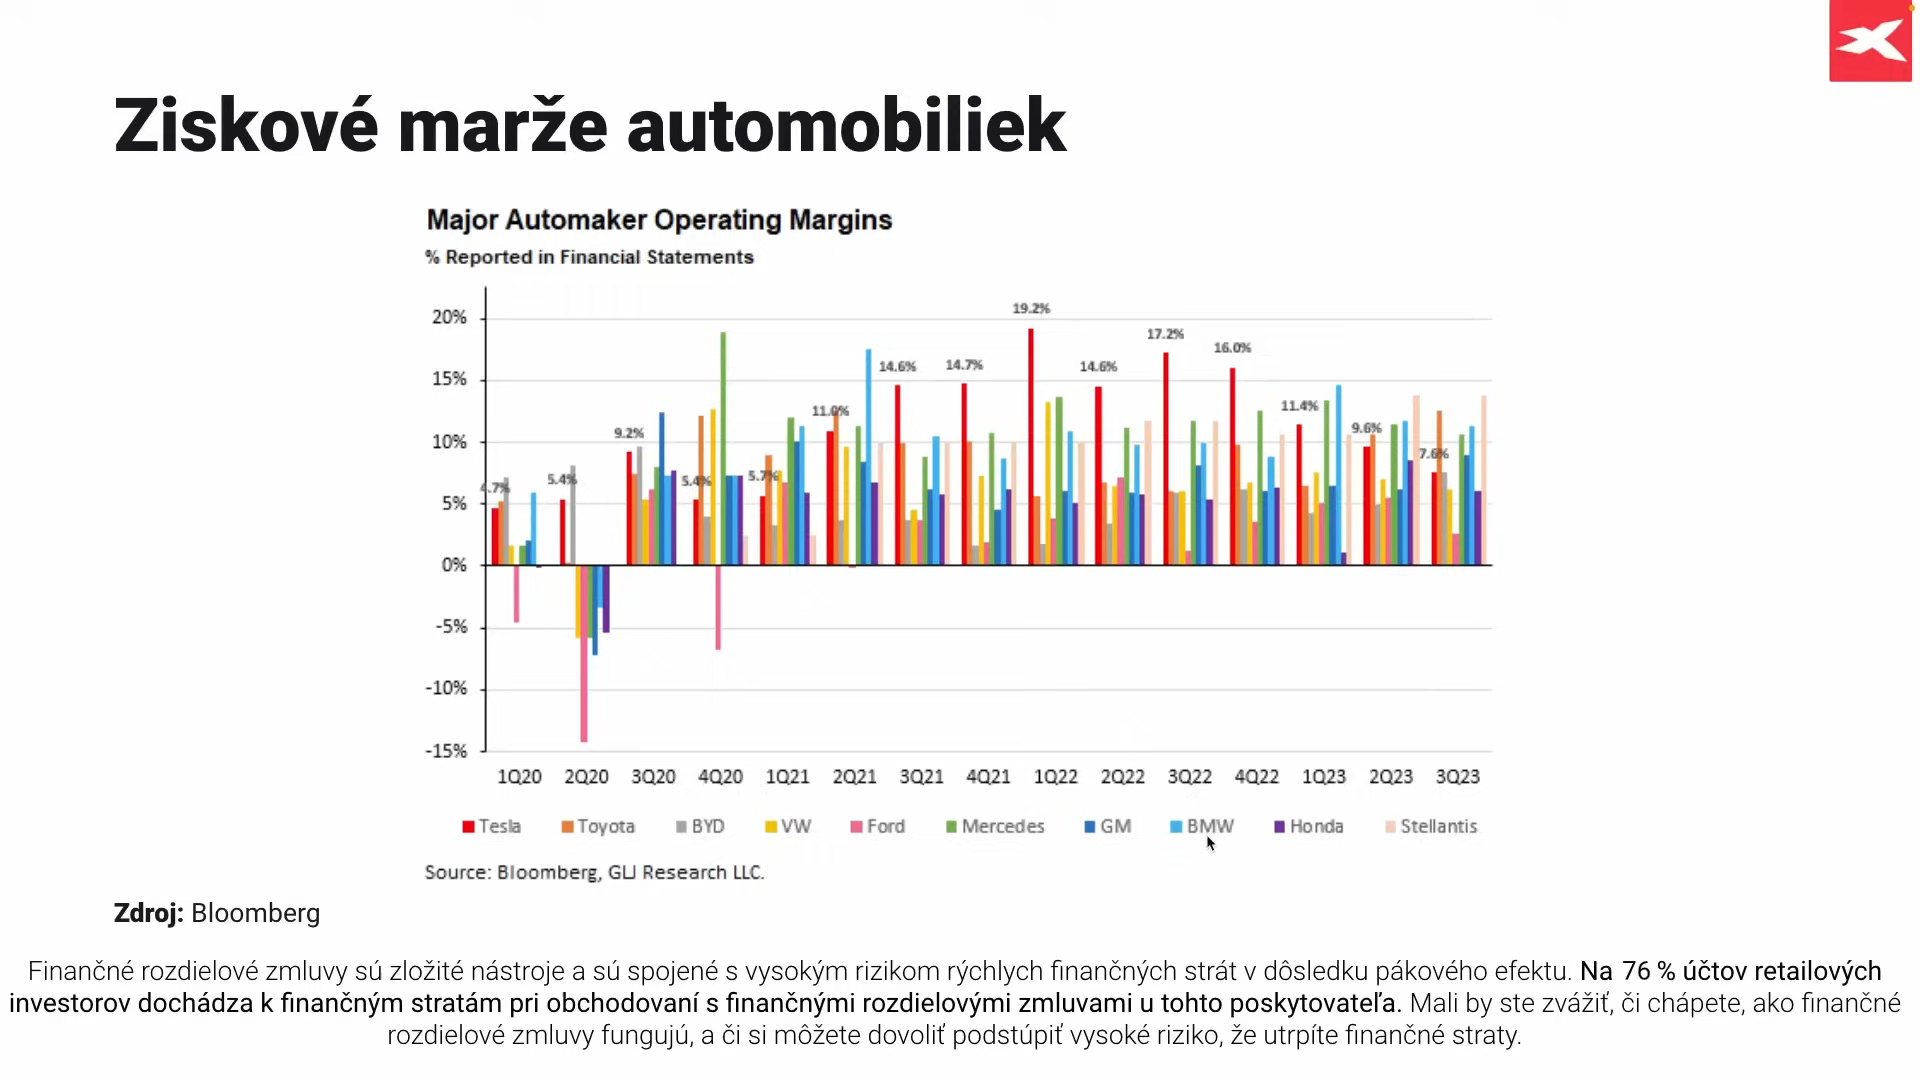 Ziskové marže automobiliek
Major Automaker Operating Margins
% Reported in Financial Statements
20%
15%
10%
5%
0%
-5%
-10%
-15%
4.7% 5.4% 9.2% 5.4% 5.7% 11.0% 14.6% 14.7% 19.2% 14.6% 17.2% 16.0% 11.4% 9.6% 7.6%
1Q20 2Q20 3Q20 4Q20 1Q21 2Q21 3Q21 4Q21 1Q22 2Q22 3Q22 4Q22 1Q23 2Q23 3Q23
Tesla Toyota BYD VW Ford Mercedes GM BMW Honda Stellantis
Source: Bloomberg, GLJ Research LLC.
Zdroj: Bloomberg
Finančné rozdielové zmluvy sú zložité nástroje a sú spojené s vysokým rizikom rýchlych finančných strát v dôsledku pákového efektu. Na 76 % účtov retailových
investorov dochádza k finančným stratám pri obchodovaní s finančnými rozdielovými zmluvami u tohto poskytovateľa. Mali by ste zvážiť, či chápete, ako finančné
rozdielové zmluvy fungujú, a či si môžete dovoliť podstúpiť vysoké riziko, že utrpíte finančné straty.